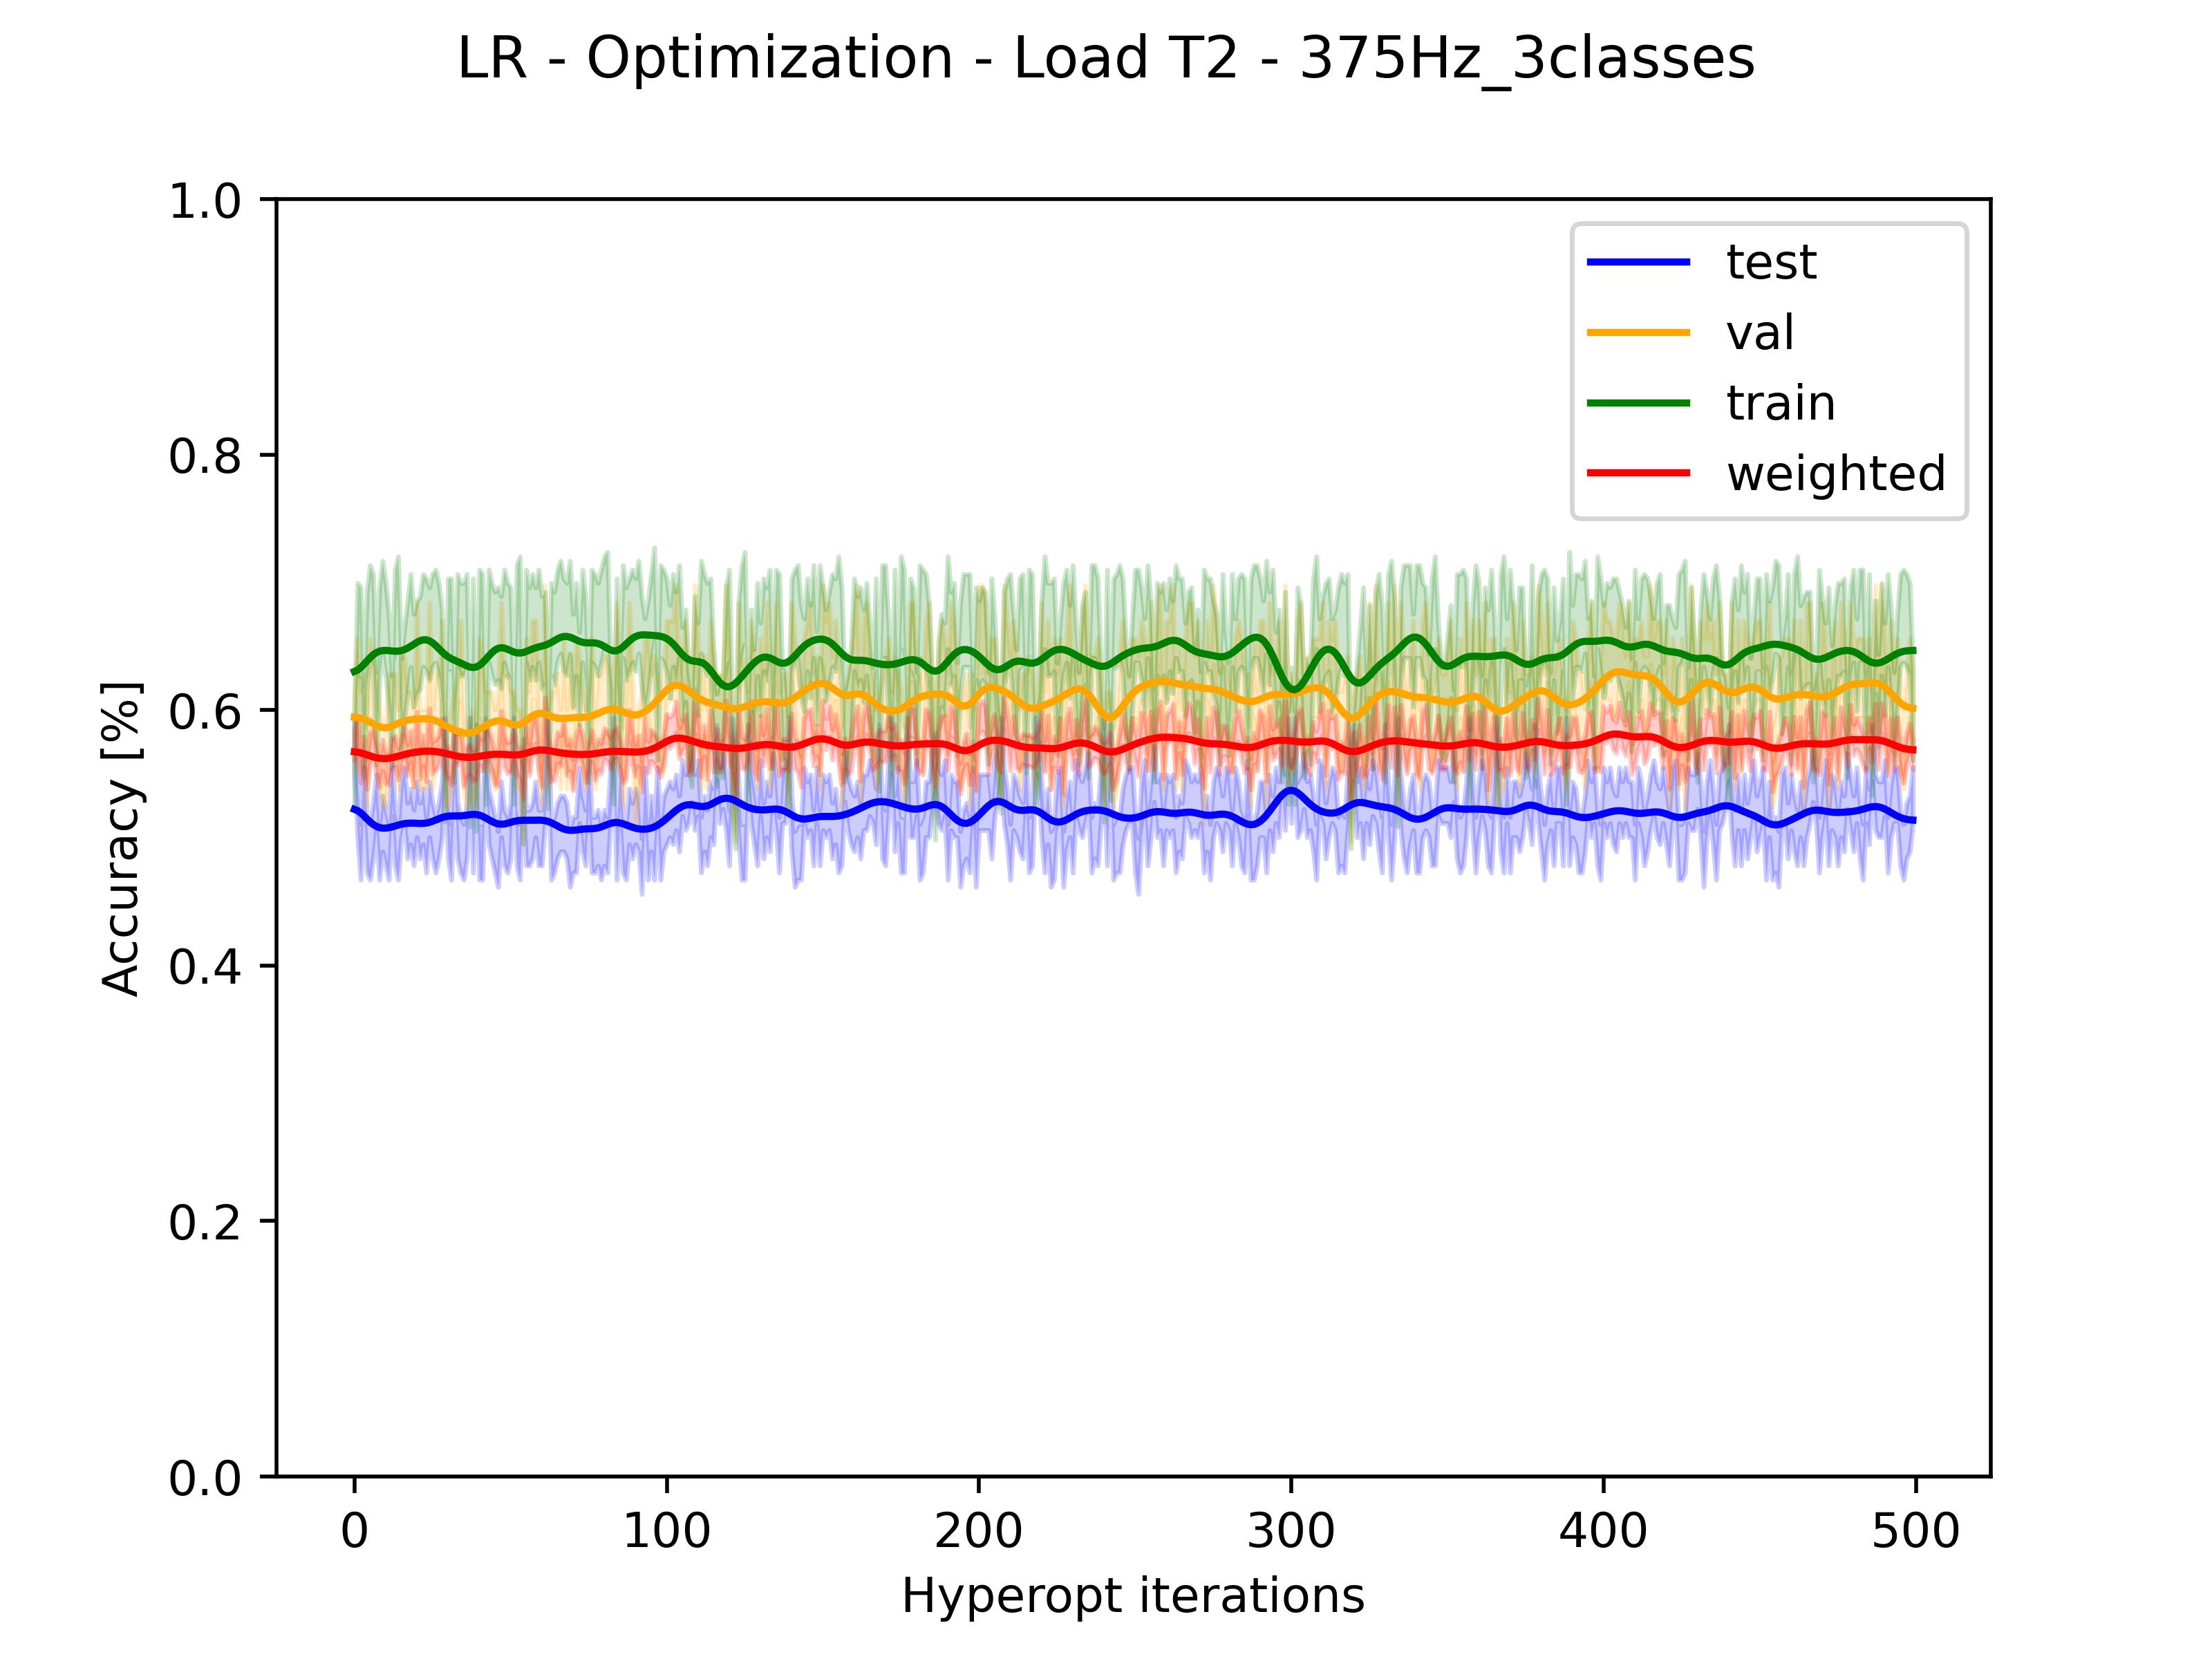 LR - Optimization - Load T2 - 375Hz_3classes
1.0
0.8
0.6
0.4
0.2
0.0
Accuracy [%]
test
val
train
weighted
0 100 200 300 400 500
Hyperopt iterations